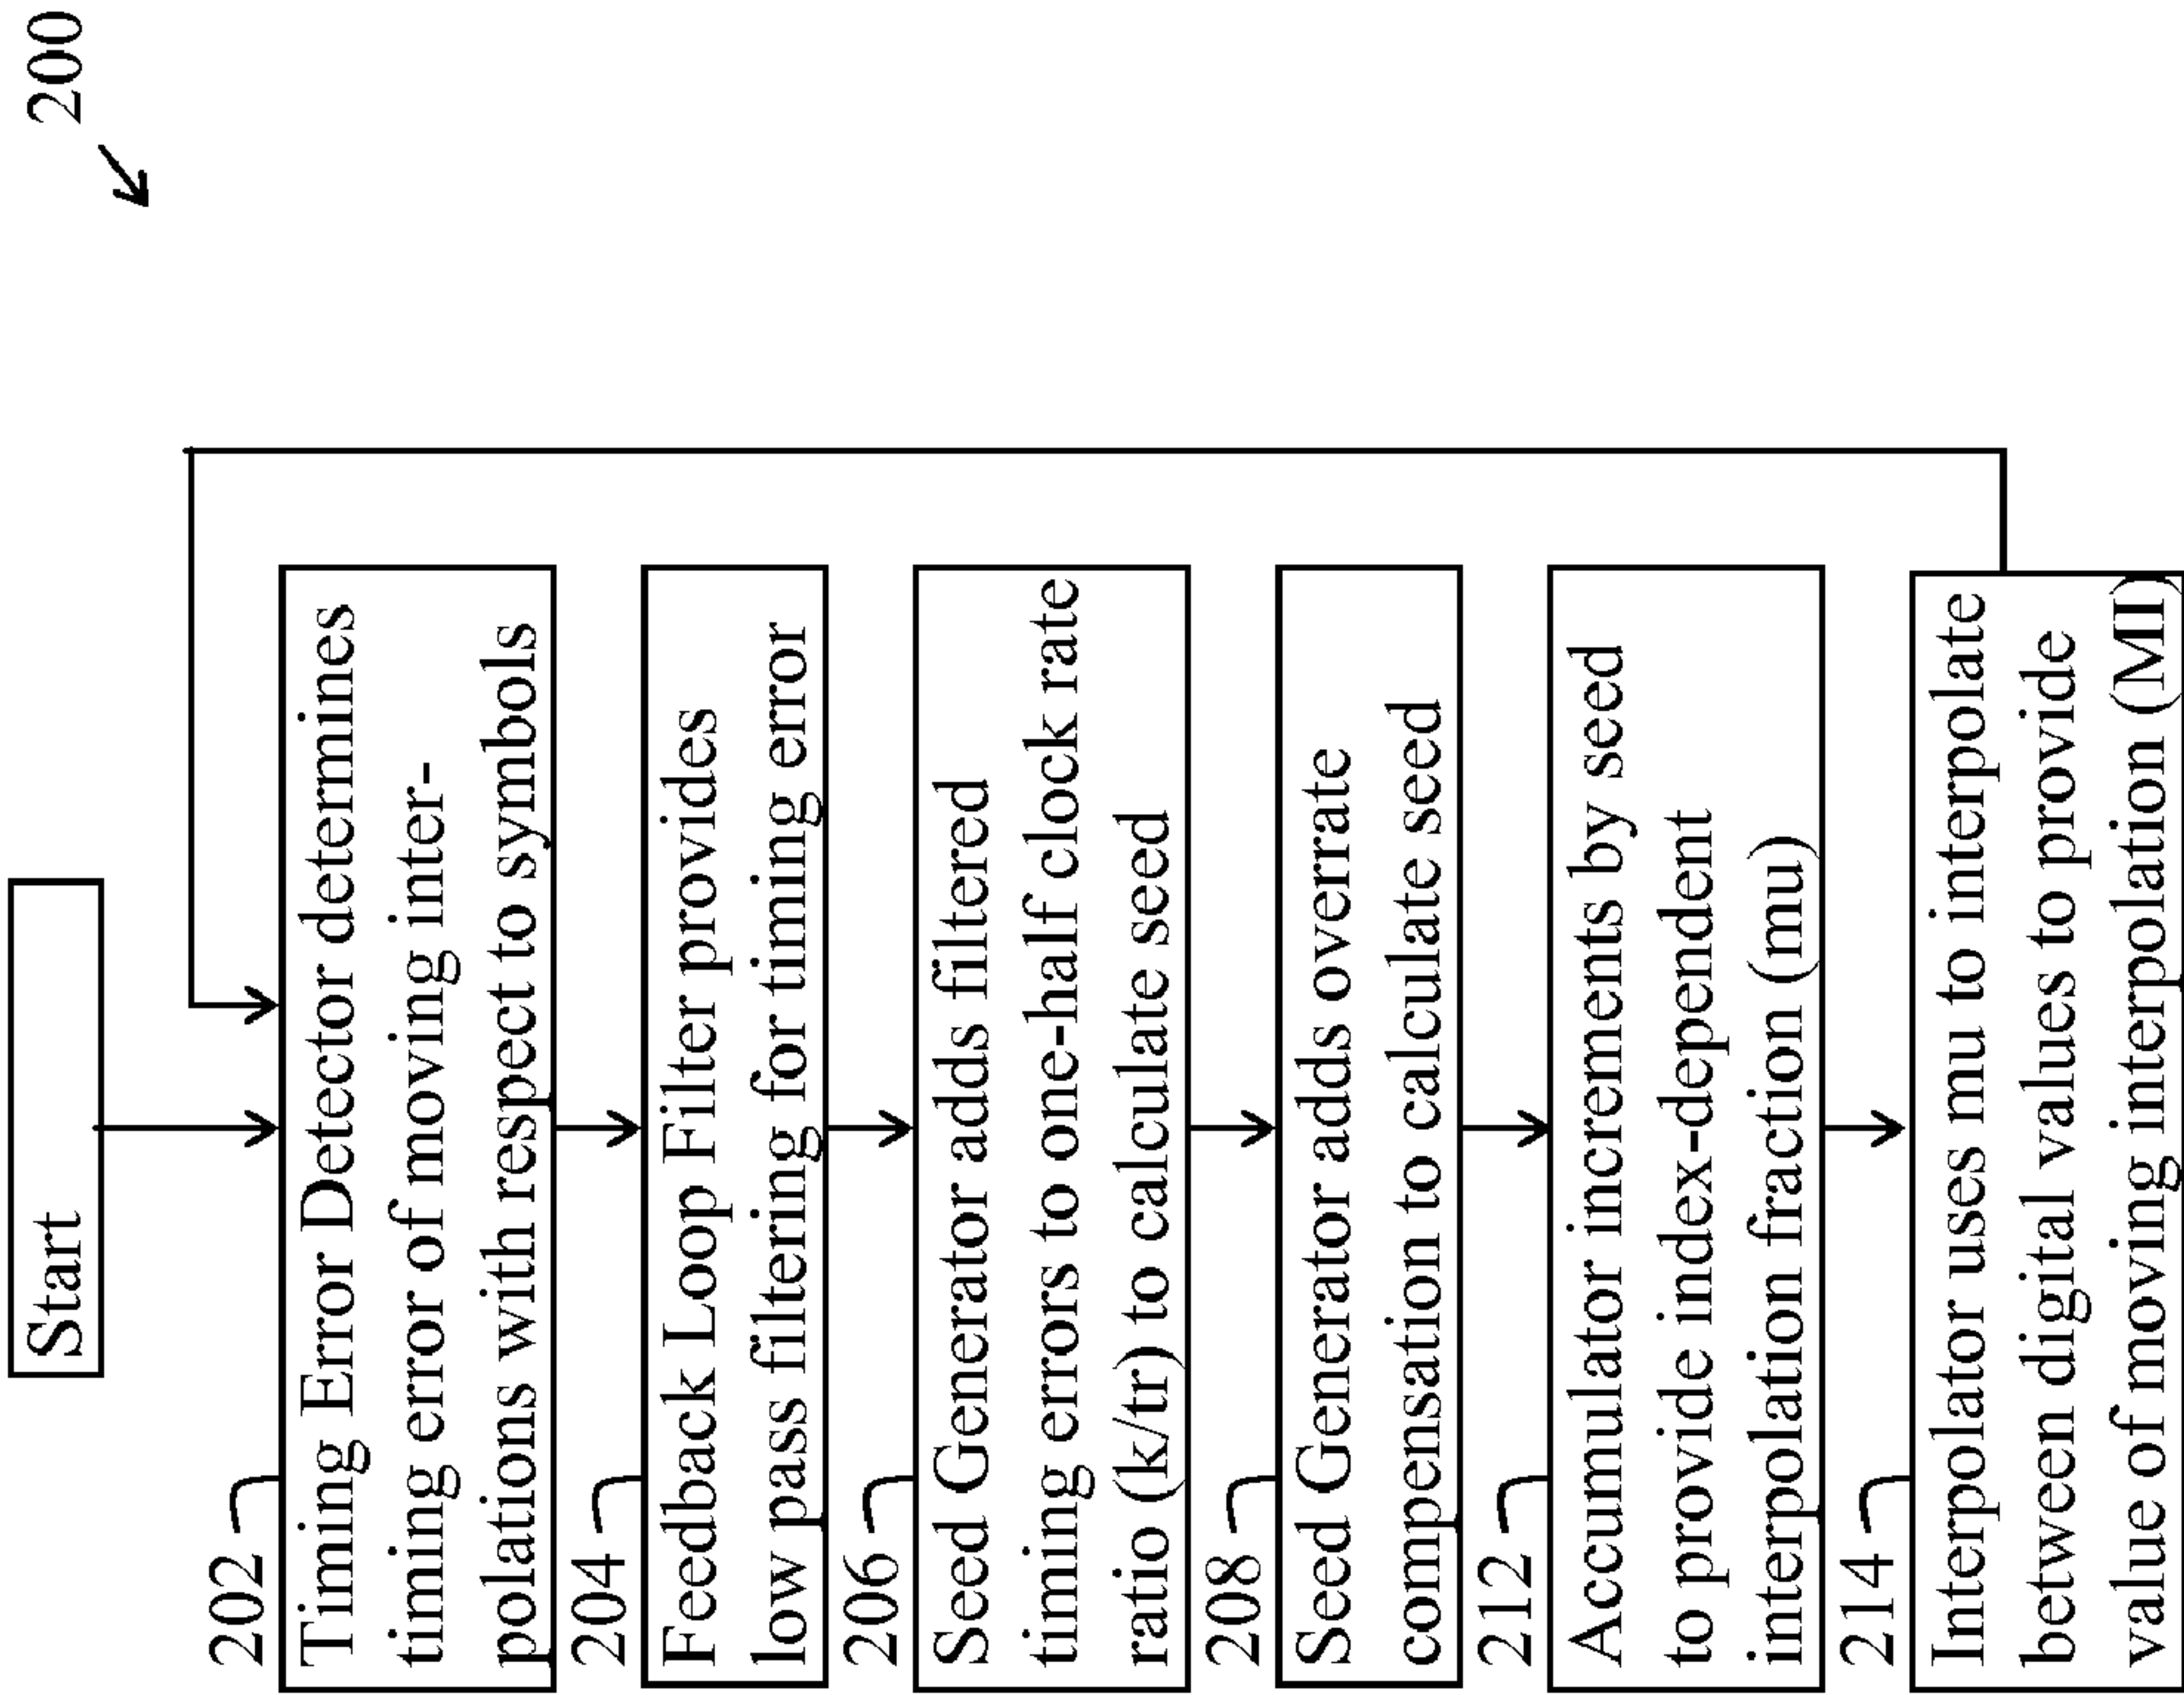 200
Start
202
Timing Error Detector determines
timing error of moving inter-
polations with respect to symbols
204
Feedback Loop Filter provides
low pass filtering for timing error
206
Seed Generator adds filtered
timing errors to one-half clock rate
ratio (k/tr) to calculate seed
208
Seed Generator adds overrate
compensation to calculate seed
212
Accumulator increments by seed
to provide index-dependent
interpolation fraction (mu)
214
Interpolator uses mu to interpolate
between digital values to provide
value of moving interpolation (MI)